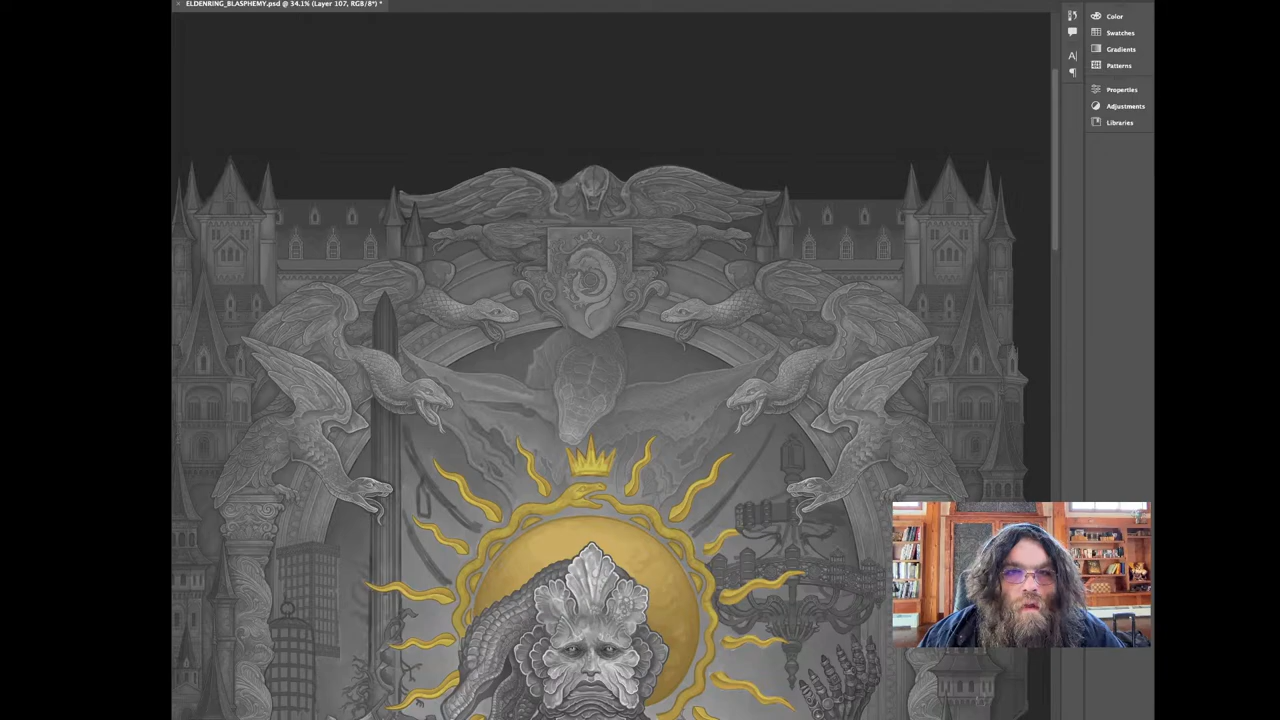 ELDENRING_BLASPHEMY.psd @ 34.1% (Layer 107, RGB/8*) *
Color
Swatches
Gradients
Patterns
Properties
Adjustments
Libraries